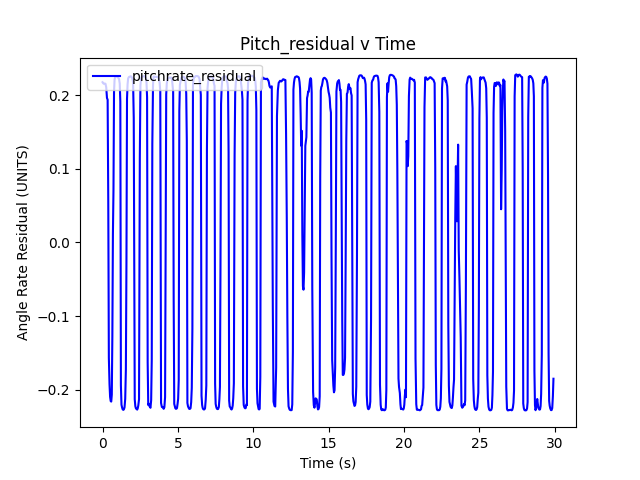 Pitch_residual v Time
pitchrate_residual
Angle Rate Residual (UNITS)
0.2
0.1
0.0
−0.1
−0.2
0 5 10 15 20 25 30
Time (s)